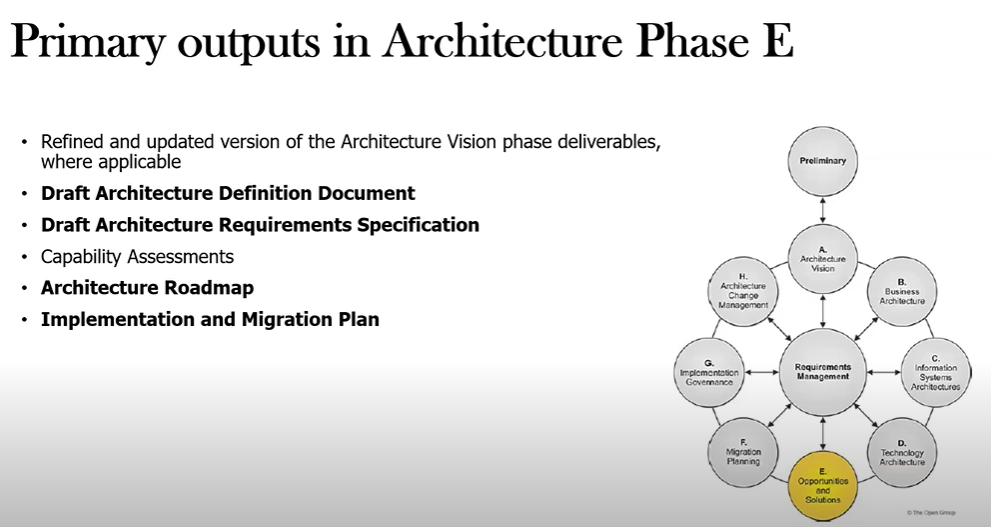 Primary outputs in Architecture Phase E
• Refined and updated version of the Architecture Vision phase deliverables,
where applicable
• Draft Architecture Definition Document
• Draft Architecture Requirements Specification
• Capability Assessments
• Architecture Roadmap
• Implementation and Migration Plan
Preliminary
A.
Architecture
Vision
H.
Architecture
Change
Management
B.
Business
Architecture
G.
Implementation
Governance
Requirements
Management
C.
Information
Systems
Architectures
F.
Migration
Planning
D.
Technology
Architecture
E.
Opportunities
and
Solutions
© The Open Group